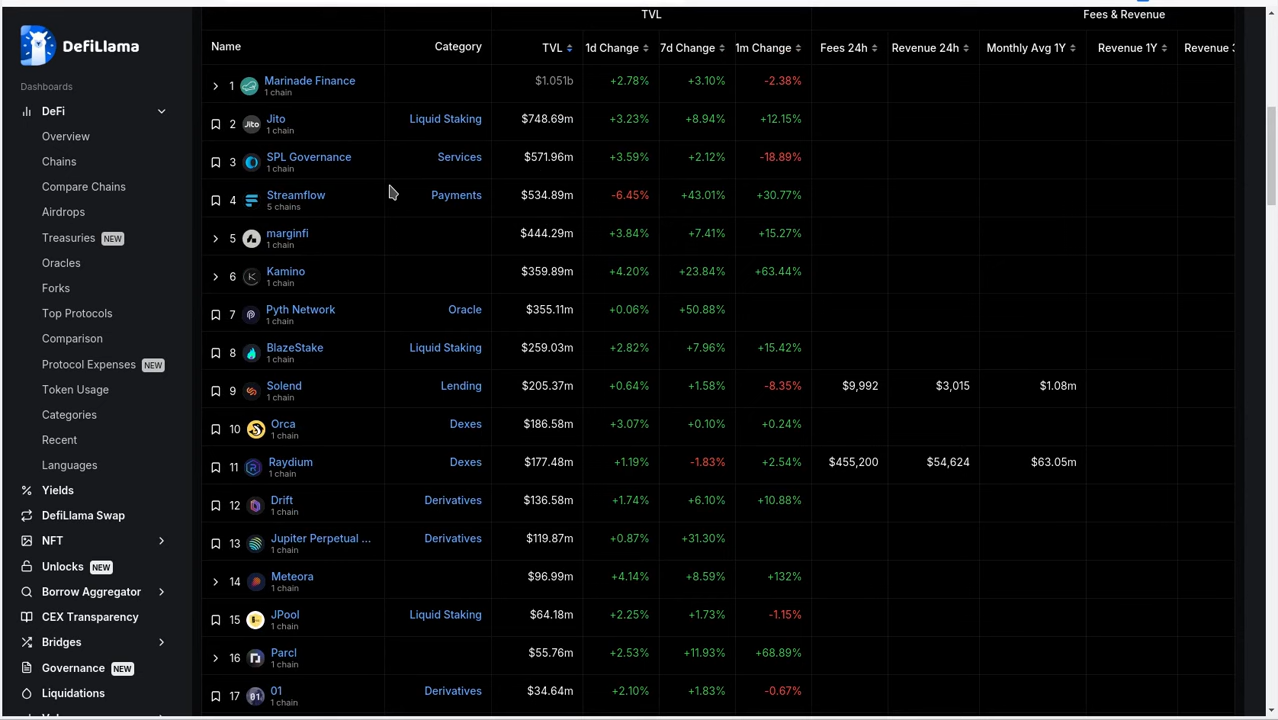 DefiLlama
Dashboards
DeFi
Overview
Chains
Compare Chains
Airdrops
Treasuries NEW
Oracles
Forks
Top Protocols
Comparison
Protocol Expenses NEW
Token Usage
Categories
Recent
Languages
Yields
DefiLlama Swap
NFT
Unlocks NEW
Borrow Aggregator
CEX Transparency
Bridges
Governance NEW
Liquidations
TVL Fees & Revenue
Name Category TVL 1d Change 7d Change 1m Change Fees 24h Revenue 24h Monthly Avg 1Y Revenue 1Y Revenue 3
1 Marinade Finance $1.051b +2.78% +3.10% -2.38%
1 chain
2 Jito Liquid Staking $748.69m +3.23% +8.94% +12.15%
1 chain
3 SPL Governance Services $571.96m +3.59% +2.12% -18.89%
1 chain
4 Streamflow Payments $534.89m -6.45% +43.01% +30.77%
5 chains
5 marginfi $444.29m +3.84% +7.41% +15.27%
1 chain
6 Kamino $359.89m +4.20% +23.84% +63.44%
1 chain
7 Pyth Network Oracle $355.11m +0.06% +50.88%
1 chain
8 BlazeStake Liquid Staking $259.03m +2.82% +7.96% +15.42%
1 chain
9 Solend Lending $205.37m +0.64% +1.58% -8.35% $9,992 $3,015 $1.08m
1 chain
10 Orca Dexes $186.58m +3.07% +0.10% +0.24%
1 chain
11 Raydium Dexes $177.48m +1.19% -1.83% +2.54% $455,200 $54,624 $63.05m
1 chain
12 Drift Derivatives $136.58m +1.74% +6.10% +10.88%
1 chain
13 Jupiter Perpetual ... Derivatives $119.87m +0.87% +31.30%
1 chain
14 Meteora $96.99m +4.14% +8.59% +132%
1 chain
15 JPool Liquid Staking $64.18m +2.25% +1.73% -1.15%
1 chain
16 Parcl $55.76m +2.53% +11.93% +68.89%
1 chain
17 01 Derivatives $34.64m +2.10% +1.83% -0.67%
1 chain